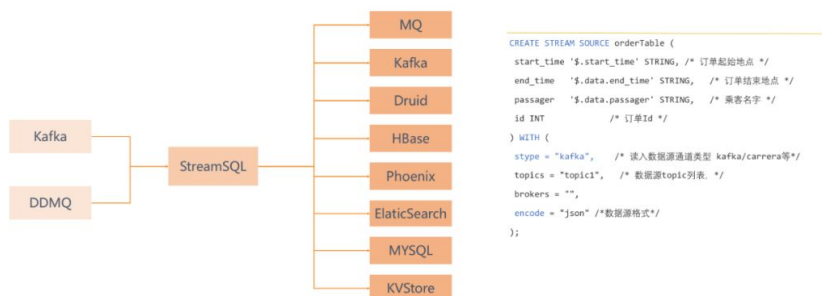 Kafka
DDMQ
StreamSQL
MQ
Kafka
Druid
HBase
Phoenix
ElaticSearch
MYSQL
KVStore
CREATE STREAM SOURCE orderTable (
start_time '$.start_time' STRING, /* 订单起始地点 */
end_time '$.data.end_time' STRING, /* 订单结束地点 */
passager '$.data.passager' STRING, /* 乘客名字 */
id INT /* 订单Id */
) WITH (
stype = "kafka", /* 读入数据源通道类型 kafka/carrera等*/
topics = "topic1", /* 数据源topic列表. */
brokers = "",
encode = "json" /*数据源格式*/
);